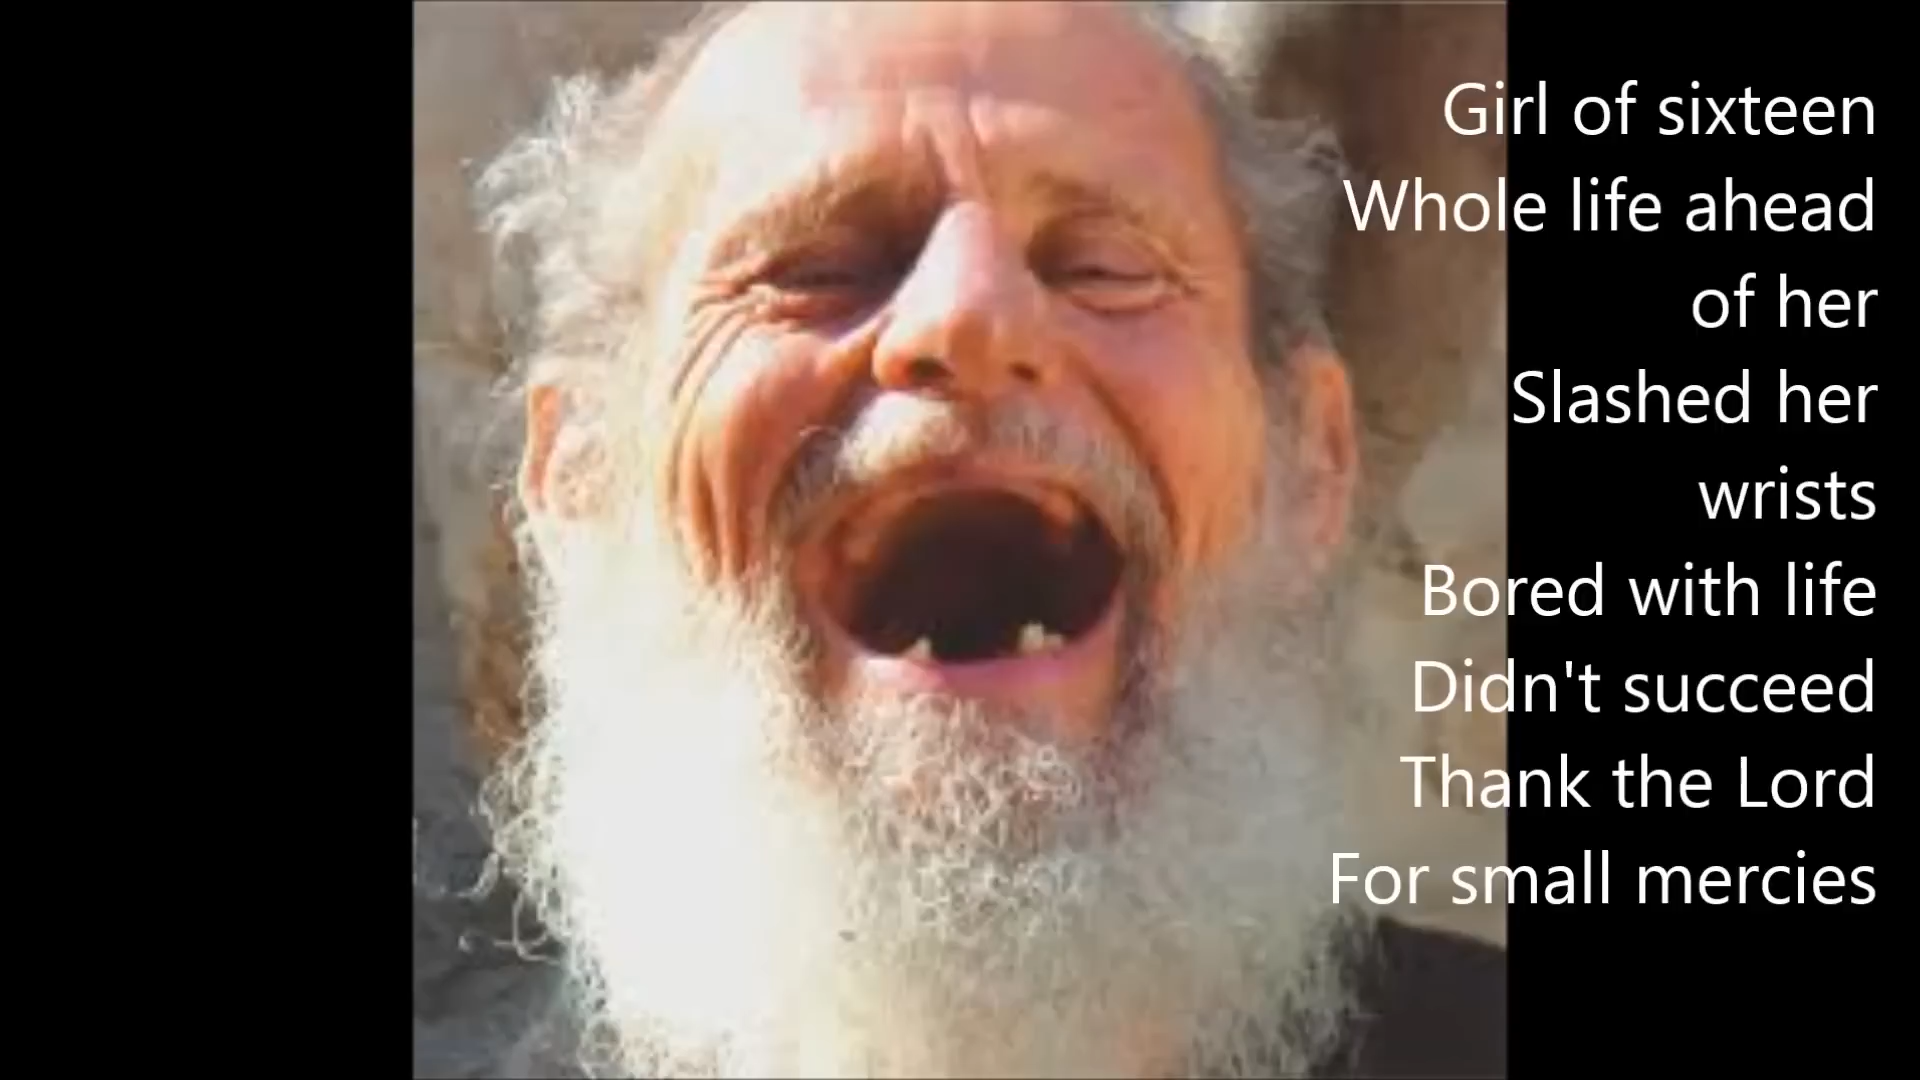 Girl of sixteen
Whole life ahead
of her
Slashed her
wrists
Bored with life
Didn't succeed
Thank the Lord
For small mercies